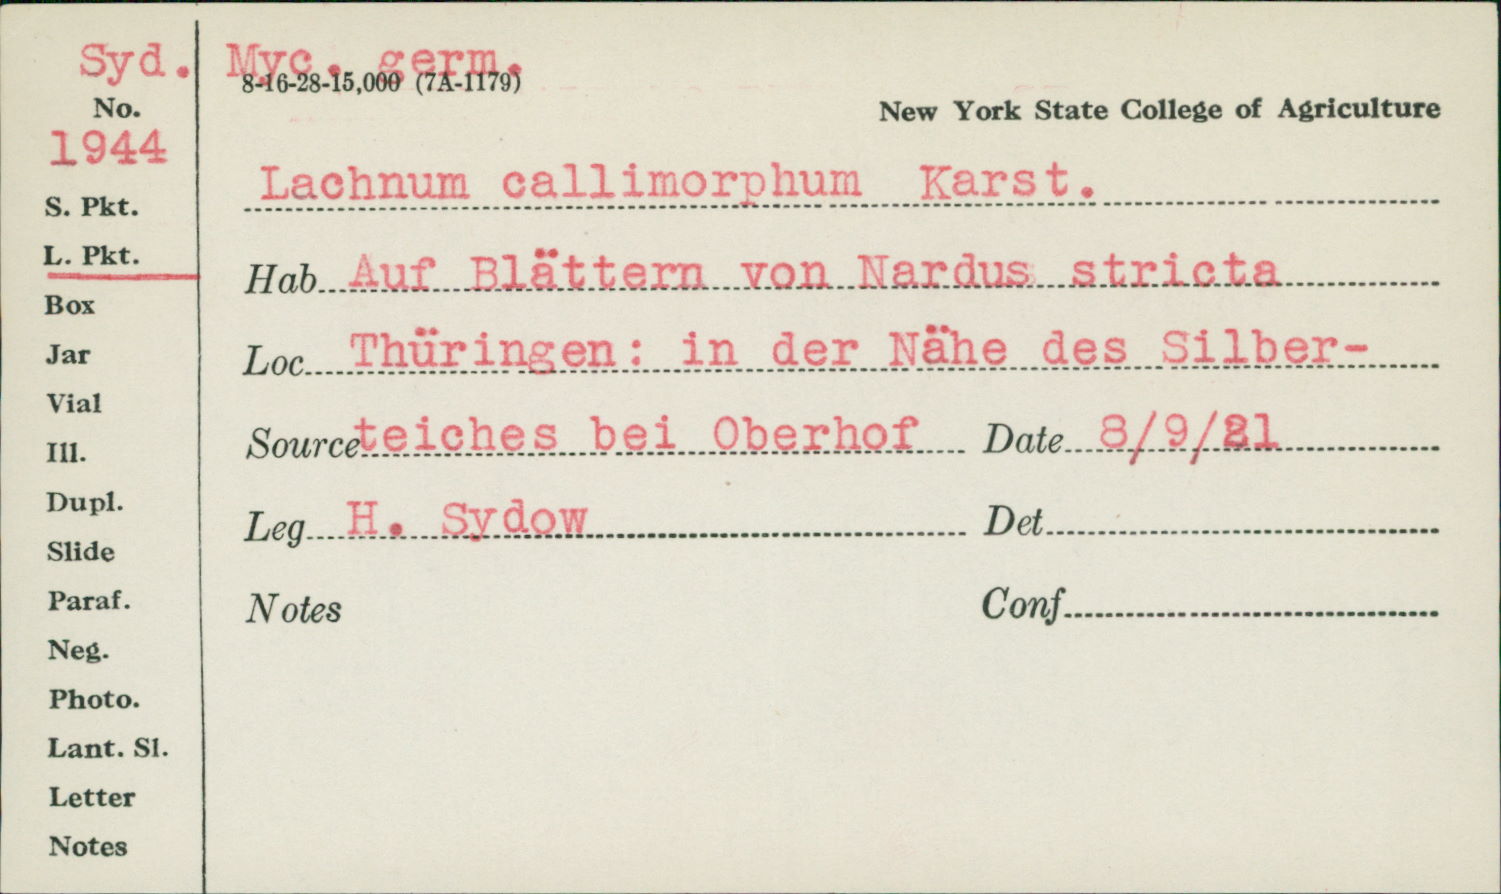 Syd. Myc. germ.
8-16-28-15,000 (7A-1179)
No.
New York State College of Agriculture
1944
Lachnum callimorphum Karst.
S. Pkt.
L. Pkt.
Hab. Auf Blättern von Nardus stricta
Box
Loc. Thüringen: in der Nähe des Silber-
Jar
Vial
Source teiches bei Oberhof Date 8/9/21
Ill.
Dupl.
Leg. H. Sydow Det.
Slide
Paraf.
Notes Conf.
Neg.
Photo.
Lant. Sl.
Letter
Notes